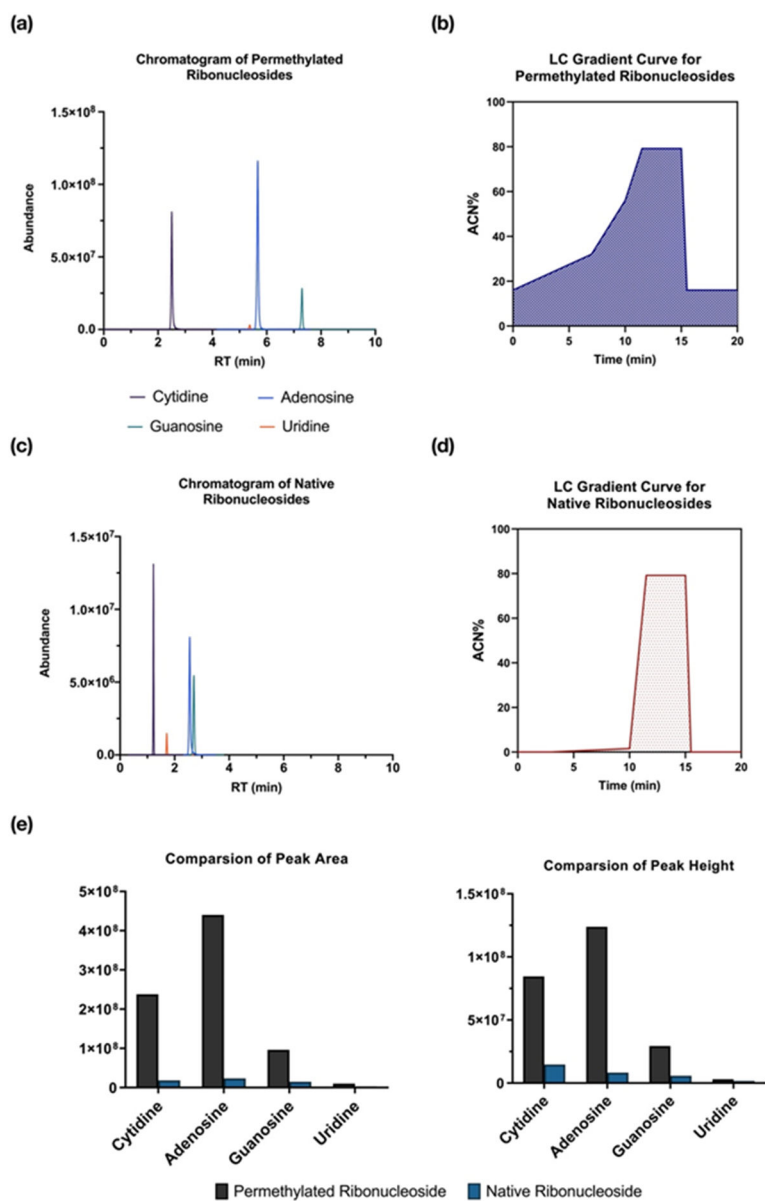 (a)
Chromatogram of Permethylated
Ribonucleosides
1.5×10⁸
1.0×10⁸
5.0×10⁷
0.0
Abundance
0 2 4 6 8 10
RT (min)
Cytidine
Adenosine
Guanosine
Uridine
(b)
LC Gradient Curve for
Permethylated Ribonucleosides
100
80
60
40
20
0
ACN%
0 5 10 15 20
Time (min)
(c)
Chromatogram of Native
Ribonucleosides
1.5×10⁷
1.0×10⁷
5.0×10⁶
0.0
Abundance
0 2 4 6 8 10
RT (min)
(d)
LC Gradient Curve for
Native Ribonucleosides
100
80
60
40
20
0
ACN%
0 5 10 15 20
Time (min)
(e)
Comparsion of Peak Area
5×10⁸
4×10⁸
3×10⁸
2×10⁸
1×10⁸
0
Cytidine
Adenosine
Guanosine
Uridine
Comparsion of Peak Height
1.5×10⁸
1×10⁸
5×10⁷
0
Cytidine
Adenosine
Guanosine
Uridine
Permethylated Ribonucleoside
Native Ribonucleoside